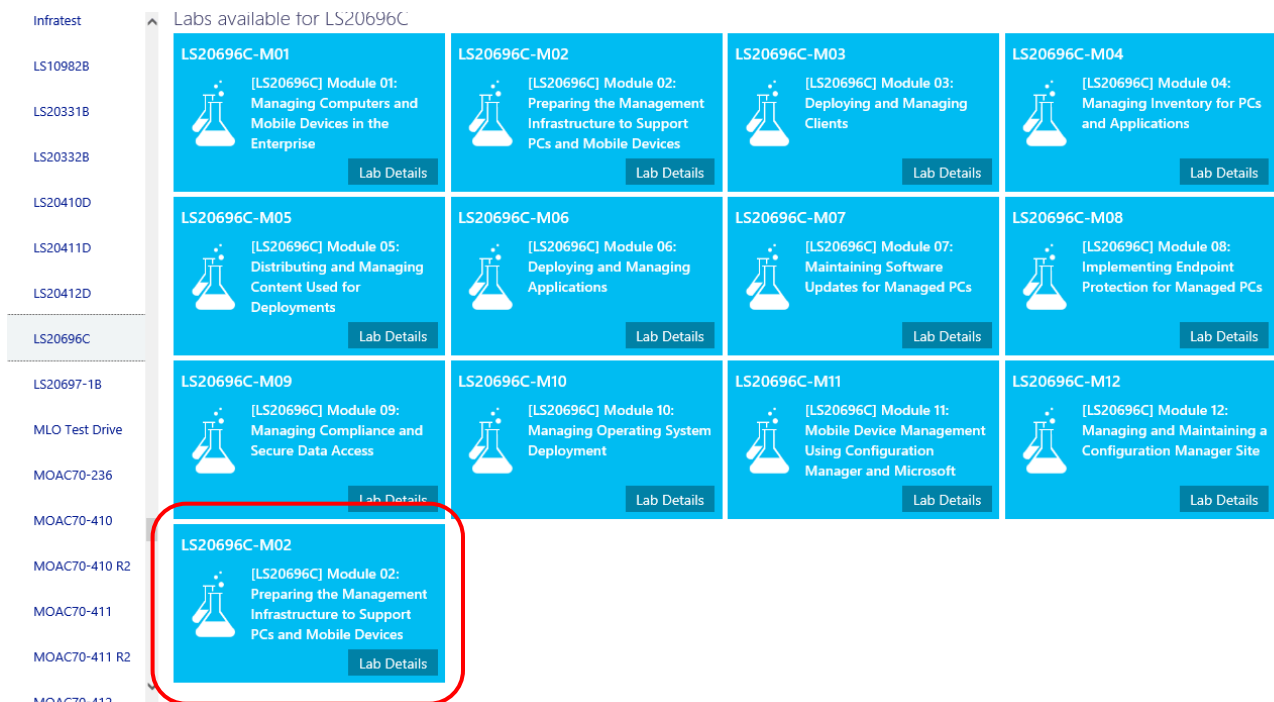 Infratest
LS10982B
LS20331B
LS20332B
LS20410D
LS20411D
LS20412D
LS20696C
LS20697-1B
MLO Test Drive
MOAC70-236
MOAC70-410
MOAC70-410 R2
MOAC70-411
MOAC70-411 R2
MOAC70-412
Labs available for LS20696C
LS20696C-M01
[LS20696C] Module 01:
Managing Computers and
Mobile Devices in the
Enterprise
Lab Details
LS20696C-M02
[LS20696C] Module 02:
Preparing the Management
Infrastructure to Support
PCs and Mobile Devices
Lab Details
LS20696C-M03
[LS20696C] Module 03:
Deploying and Managing
Clients
Lab Details
LS20696C-M04
[LS20696C] Module 04:
Managing Inventory for PCs
and Applications
Lab Details
LS20696C-M05
[LS20696C] Module 05:
Distributing and Managing
Content Used for
Deployments
Lab Details
LS20696C-M06
[LS20696C] Module 06:
Deploying and Managing
Applications
Lab Details
LS20696C-M07
[LS20696C] Module 07:
Maintaining Software
Updates for Managed PCs
Lab Details
LS20696C-M08
[LS20696C] Module 08:
Implementing Endpoint
Protection for Managed PCs
Lab Details
LS20696C-M09
[LS20696C] Module 09:
Managing Compliance and
Secure Data Access
Lab Details
LS20696C-M10
[LS20696C] Module 10:
Managing Operating System
Deployment
Lab Details
LS20696C-M11
[LS20696C] Module 11:
Mobile Device Management
Using Configuration
Manager and Microsoft
Lab Details
LS20696C-M12
[LS20696C] Module 12:
Managing and Maintaining a
Configuration Manager Site
Lab Details
LS20696C-M02
[LS20696C] Module 02:
Preparing the Management
Infrastructure to Support
PCs and Mobile Devices
Lab Details